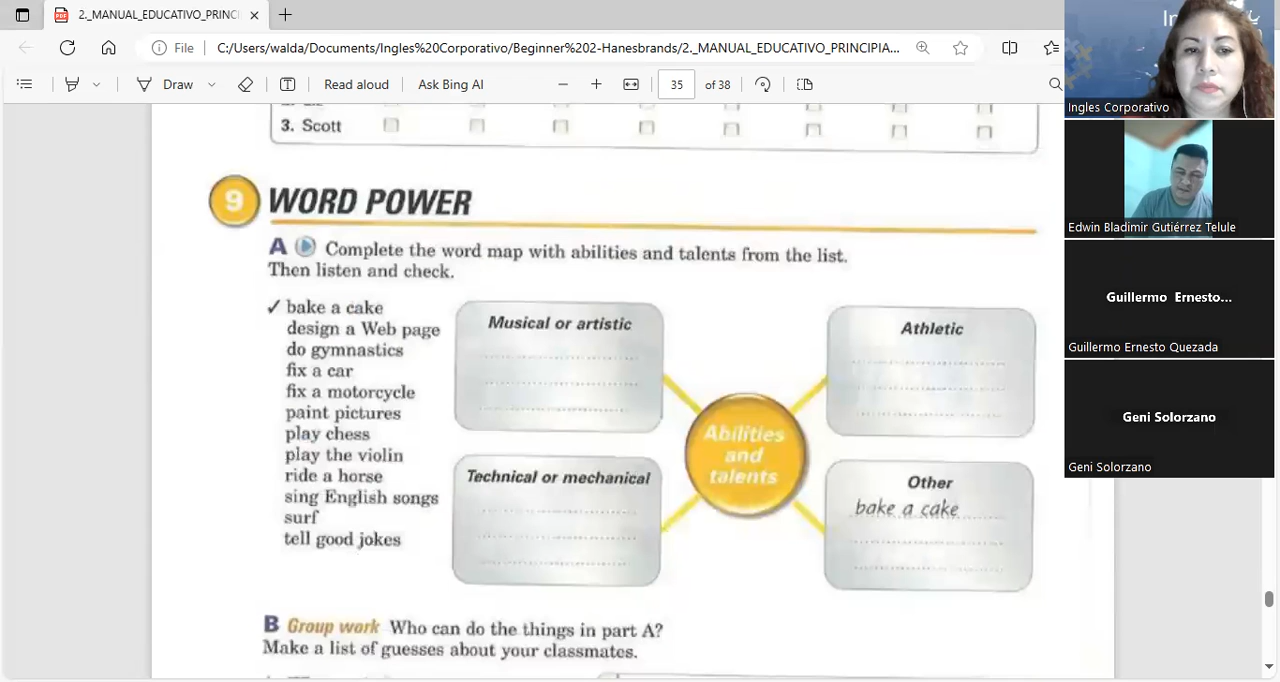 2._MANUAL_EDUCATIVO_PRINCI
File
C:/Users/walda/Documents/Ingles%20Corporativo/Beginner%202-Hanesbrands/2._MANUAL_EDUCATIVO_PRINCIPIA...
Draw
Read aloud
Ask Bing AI
35 of 38
3. Scott
9 WORD POWER
A Complete the word map with abilities and talents from the list.
Then listen and check.
✓ bake a cake
design a Web page
do gymnastics
fix a car
fix a motorcycle
paint pictures
play chess
play the violin
ride a horse
sing English songs
surf
tell good jokes
Musical or artistic
Athletic
Abilities
and
talents
Technical or mechanical
Other
bake a cake
B Group work Who can do the things in part A?
Make a list of guesses about your classmates.
Ingles Corporativo
Edwin Bladimir Gutiérrez Telule
Guillermo Ernesto...
Guillermo Ernesto Quezada
Geni Solorzano
Geni Solorzano